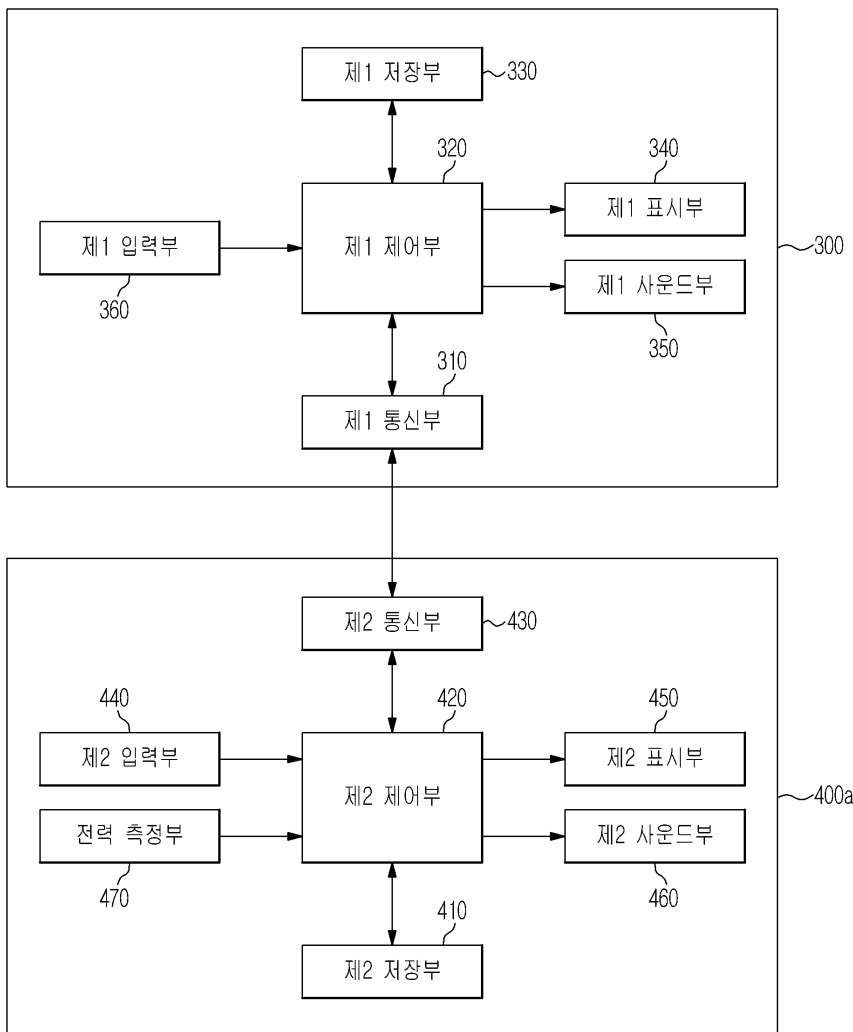 제1 저장부
330
320
340
제1 표시부
제1 입력부
360
제1 제어부
300
제1 사운드부
350
310
제1 통신부
제2 통신부
430
440
420
450
제2 입력부
제2 표시부
제2 제어부
400a
전력 측정부
제2 사운드부
470
460
410
제2 저장부